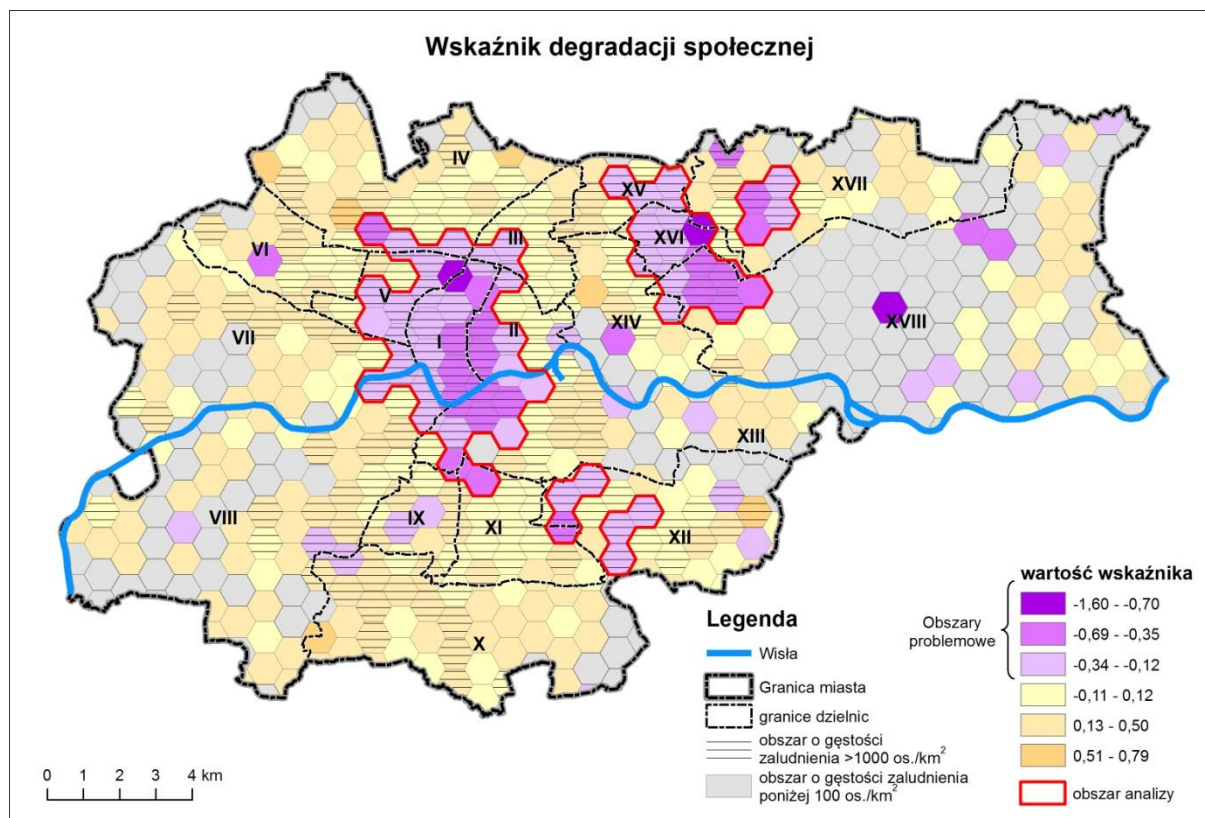 Wskaźnik degradacji społecznej
IV
XV
XVII
III
XVI
VI
V
II
XIV
I
XVIII
VII
XIII
VIII
IX
XI
XII
X
0 1 2 3 4 km
Legenda
Wisła
Granica miasta
granice dzielnic
obszar o gęstości
zaludnienia >1000 os./km²
obszar o gęstości zaludnienia
poniżej 100 os./km²
wartość wskaźnika
Obszary
problemowe
-1,60 - -0,70
-0,69 - -0,35
-0,34 - -0,12
-0,11 - 0,12
0,13 - 0,50
0,51 - 0,79
obszar analizy